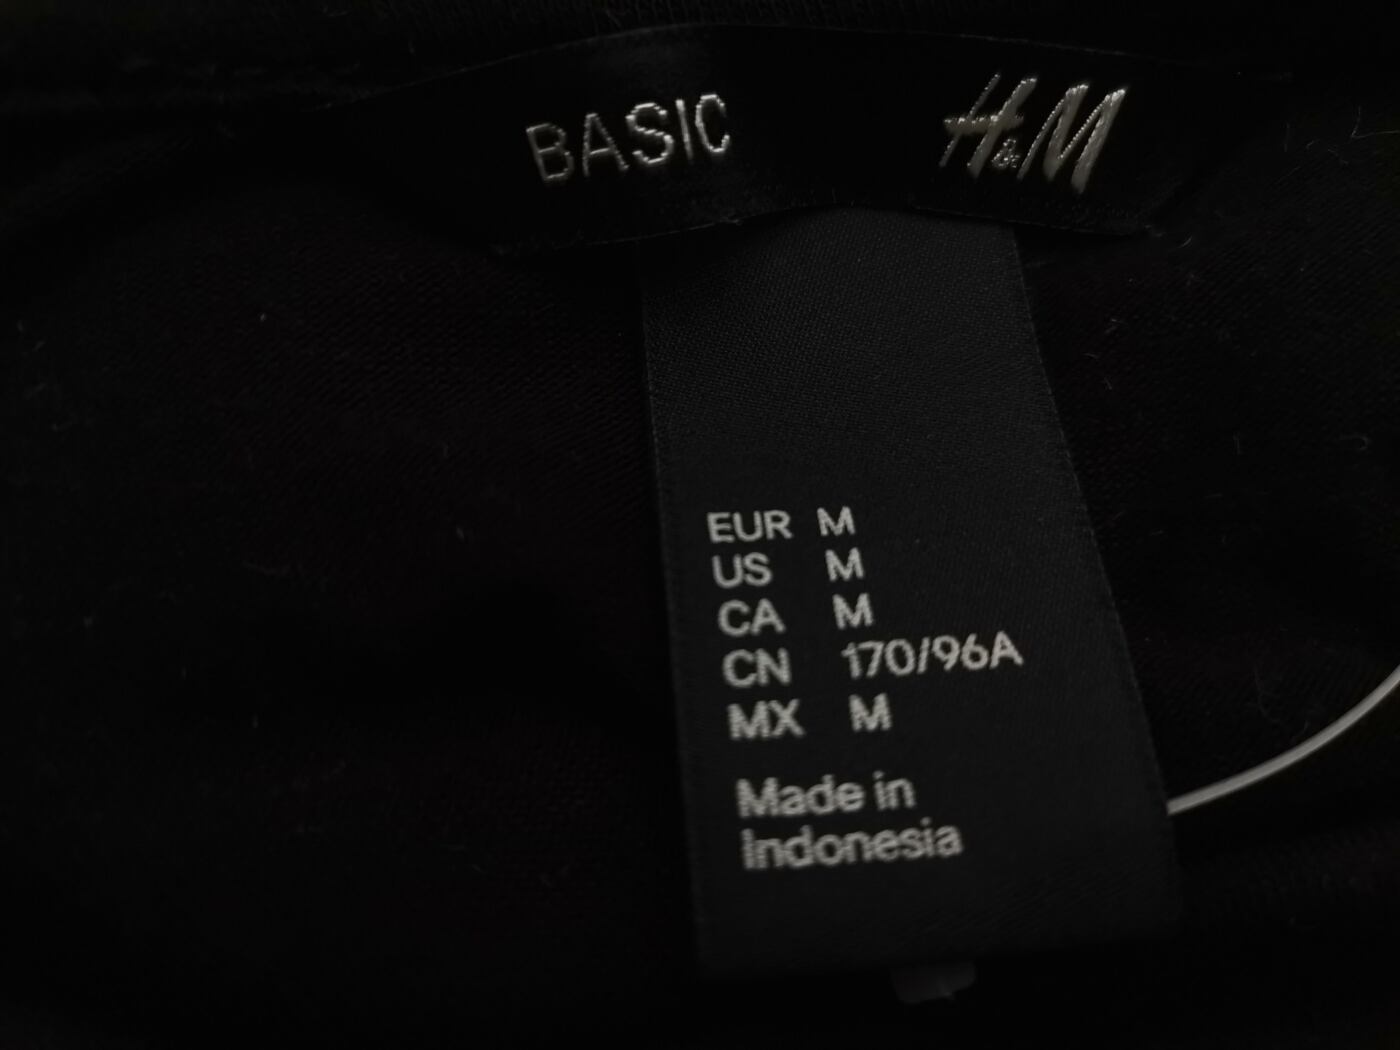 BASIC H&M
EUR M
US M
CA M
CN 170/96A
MX M
Made in
Indonesia